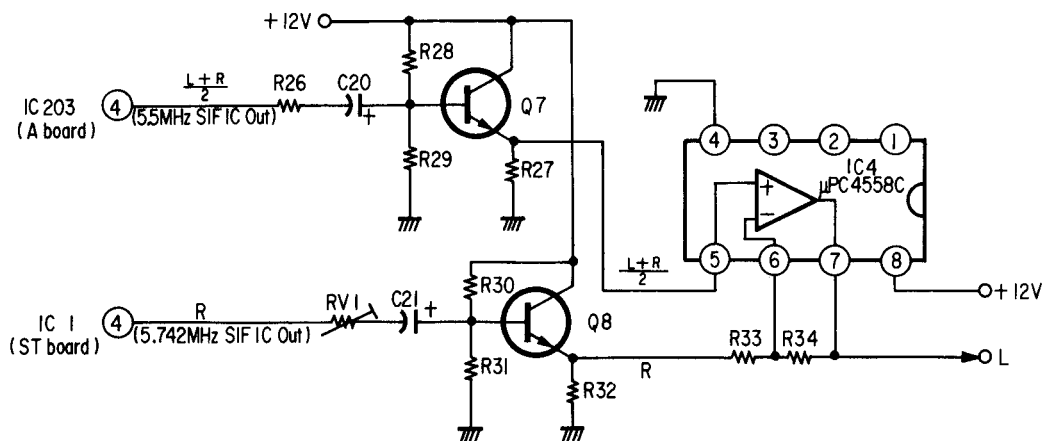 +12V
R28
L+R
2
R26
C20
+
Q7
IC203
(A board)
4
(5.5MHz SIF IC Out)
R29
R27
4
3
2
1
IC4
μPC4558C
+
−
5
6
7
8
L+R
2
+12V
R30
RV1
C21
+
Q8
IC 1
(ST board)
4
R
(5.742MHz SIF IC Out)
R31
R32
R
R33
R34
L